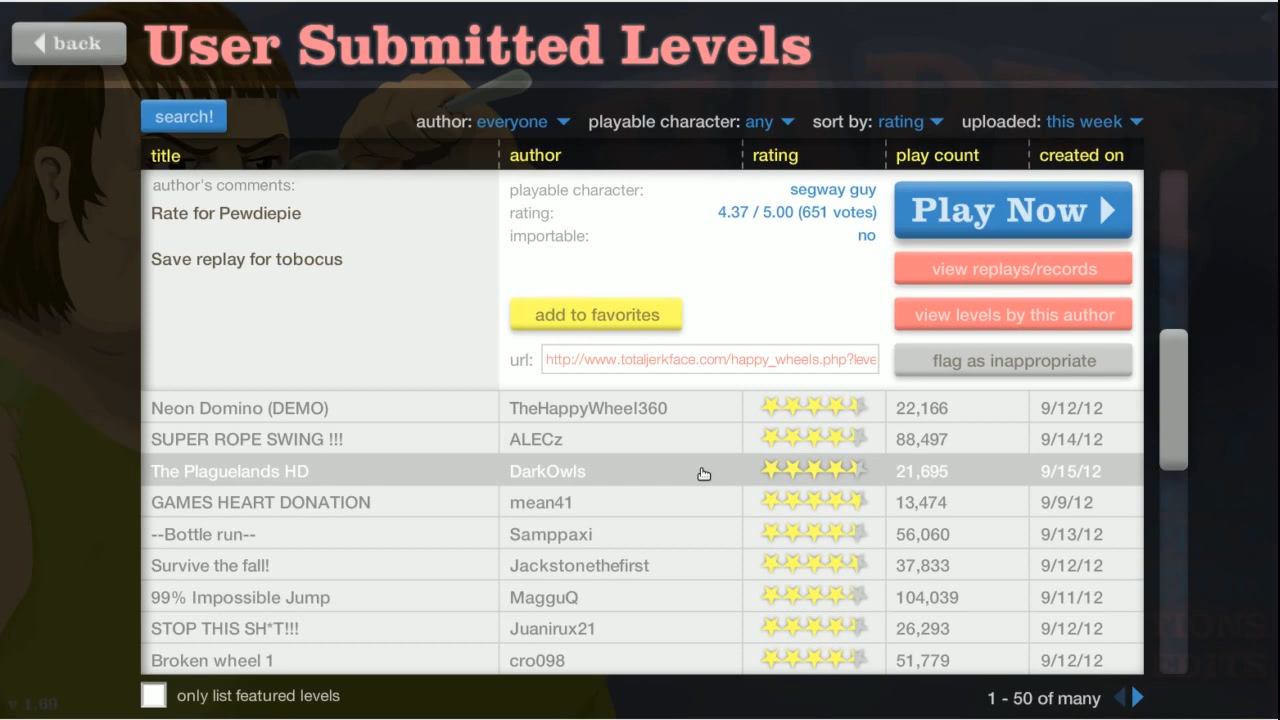 back
User Submitted Levels
search!
author: everyone playable character: any sort by: rating uploaded: this week
title author rating play count created on
author's comments:
Rate for Pewdiepie
Save replay for tobocus
playable character: segway guy
rating: 4.37 / 5.00 (651 votes)
importable: no
add to favorites
url: http://www.totaljerkface.com/happy_wheels.php?leve
Play Now
view replays/records
view levels by this author
flag as inappropriate
Neon Domino (DEMO) TheHappyWheel360 22,166 9/12/12
SUPER ROPE SWING !!! ALECz 88,497 9/14/12
The Plaguelands HD DarkOwls 21,695 9/15/12
GAMES HEART DONATION mean41 13,474 9/9/12
--Bottle run-- Samppaxi 56,060 9/13/12
Survive the fall! Jackstonethefirst 37,833 9/12/12
99% Impossible Jump MagguQ 104,039 9/11/12
STOP THIS SH*T!!! Juanirux21 26,293 9/12/12
Broken wheel 1 cro098 51,779 9/12/12
only list featured levels
1 - 50 of many
v 1.69